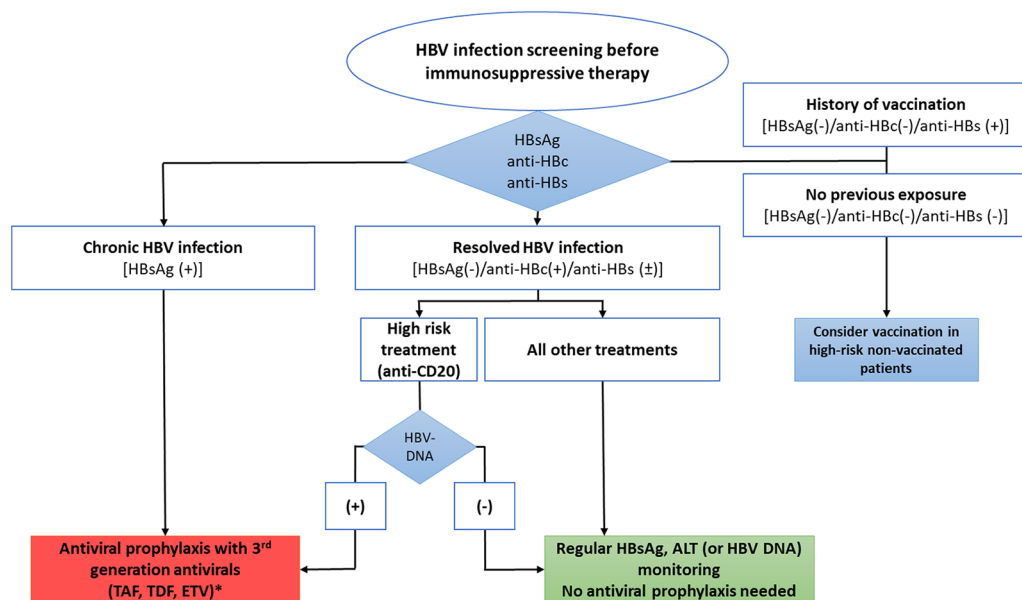 HBV infection screening before
immunosuppressive therapy
History of vaccination
[HBsAg(-)/anti-HBc(-)/anti-HBs (+)]
HBsAg
anti-HBc
anti-HBs
No previous exposure
[HBsAg(-)/anti-HBc(-)/anti-HBs (-)]
Chronic HBV infection
[HBsAg (+)]
Resolved HBV infection
[HBsAg(-)/anti-HBc(+)/anti-HBs (±)]
High risk
treatment
(anti-CD20)
All other treatments
Consider vaccination in
high-risk non-vaccinated
patients
HBV-
DNA
(+)
(-)
Antiviral prophylaxis with 3rd
generation antivirals
(TAF, TDF, ETV)*
Regular HBsAg, ALT (or HBV DNA)
monitoring
No antiviral prophylaxis needed